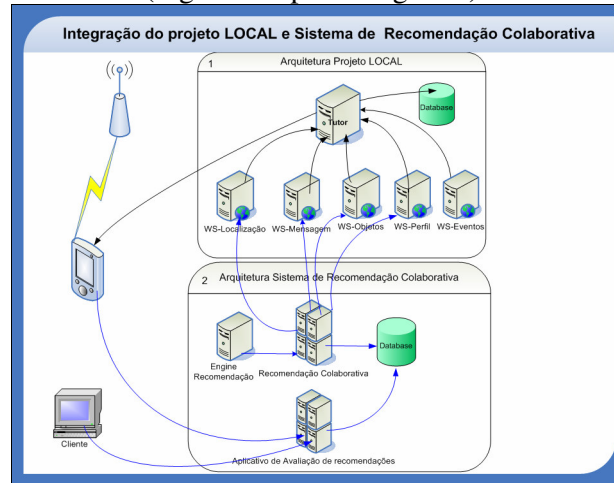 Integração do projeto LOCAL e Sistema de Recomendação Colaborativa
1
Arquitetura Projeto LOCAL
Database
Tutor
WS-Localização
WS-Mensagem
WS-Objetos
WS-Perfil
WS-Eventos
2
Arquitetura Sistema de Recomendação Colaborativa
Database
Engine
Recomendação
Recomendação Colaborativa
Cliente
Aplicativo de Avaliação de recomendações